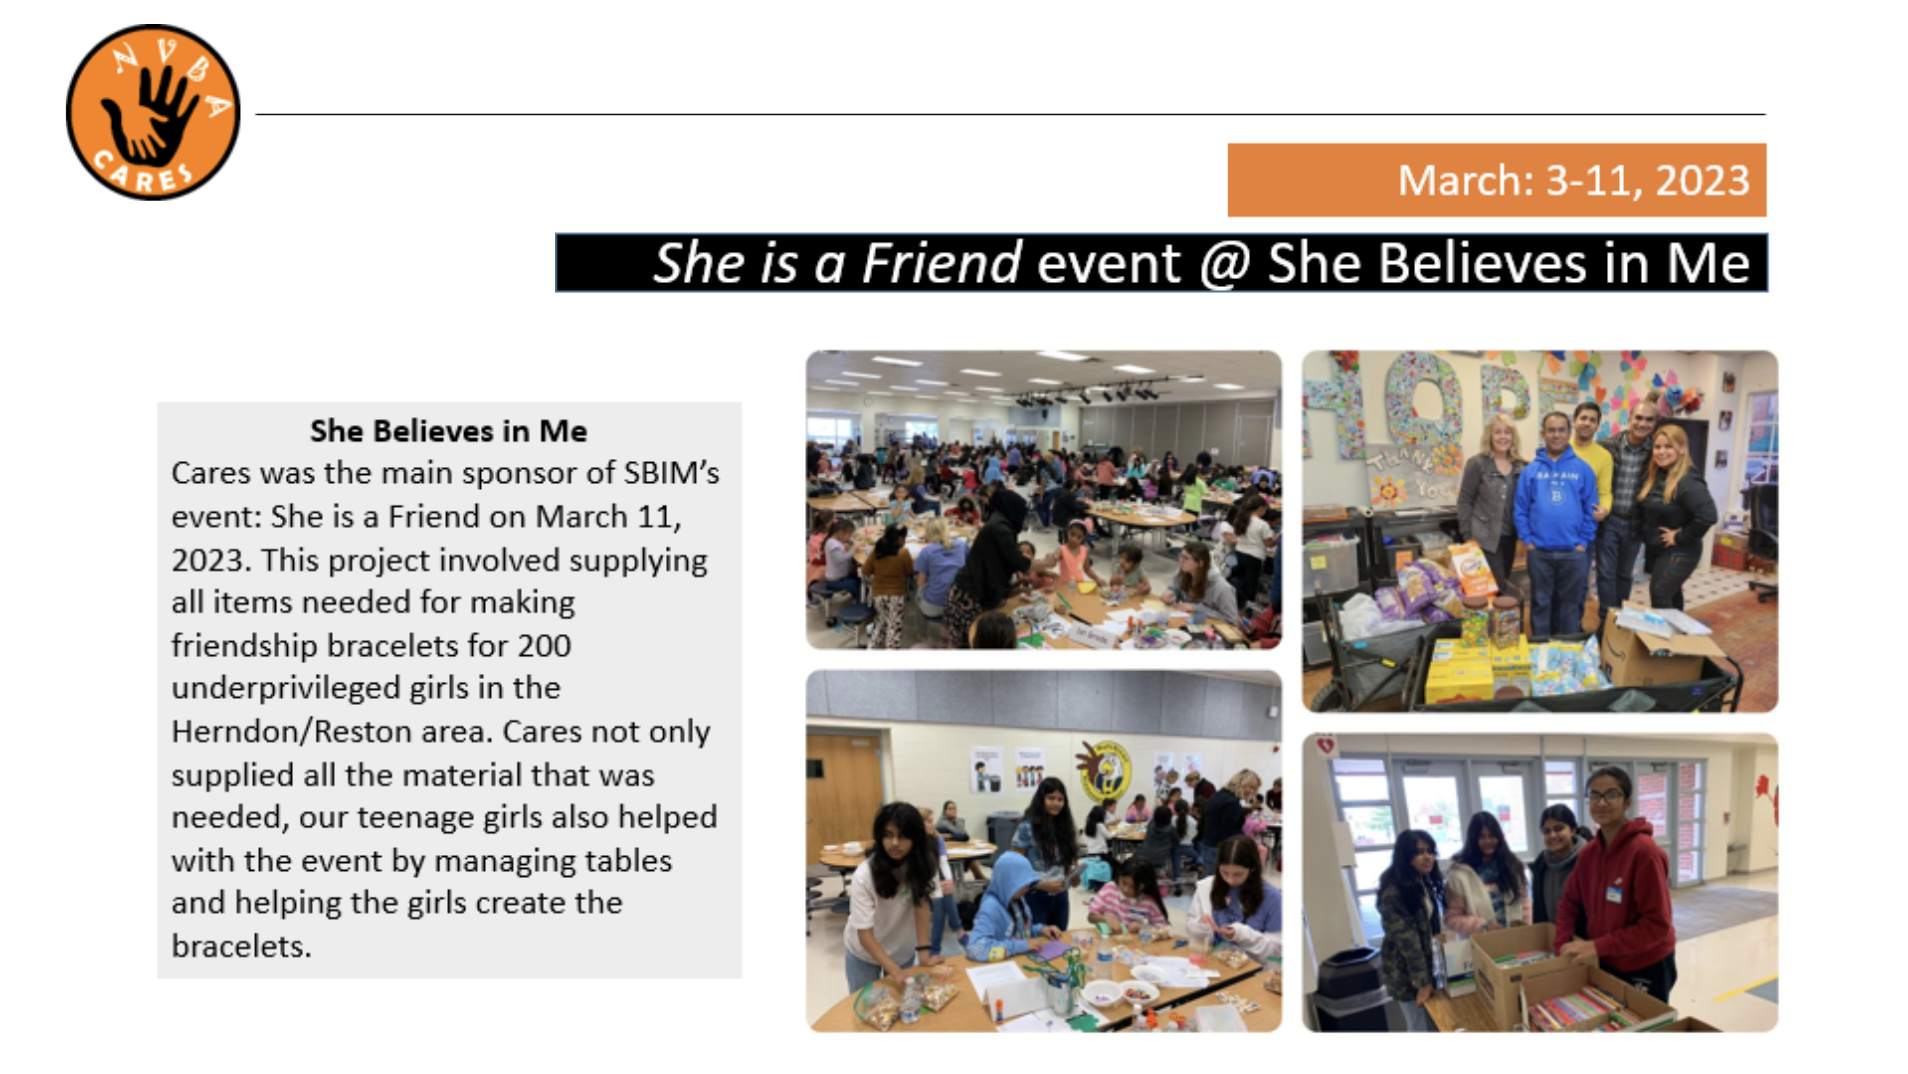 NVBA
CARES
March: 3-11, 2023
She is a Friend event @ She Believes in Me
She Believes in Me
Cares was the main sponsor of SBIM’s
event: She is a Friend on March 11,
2023. This project involved supplying
all items needed for making
friendship bracelets for 200
underprivileged girls in the
Herndon/Reston area. Cares not only
supplied all the material that was
needed, our teenage girls also helped
with the event by managing tables
and helping the girls create the
bracelets.
1st Grade
HOPE
THANK
YOU
B